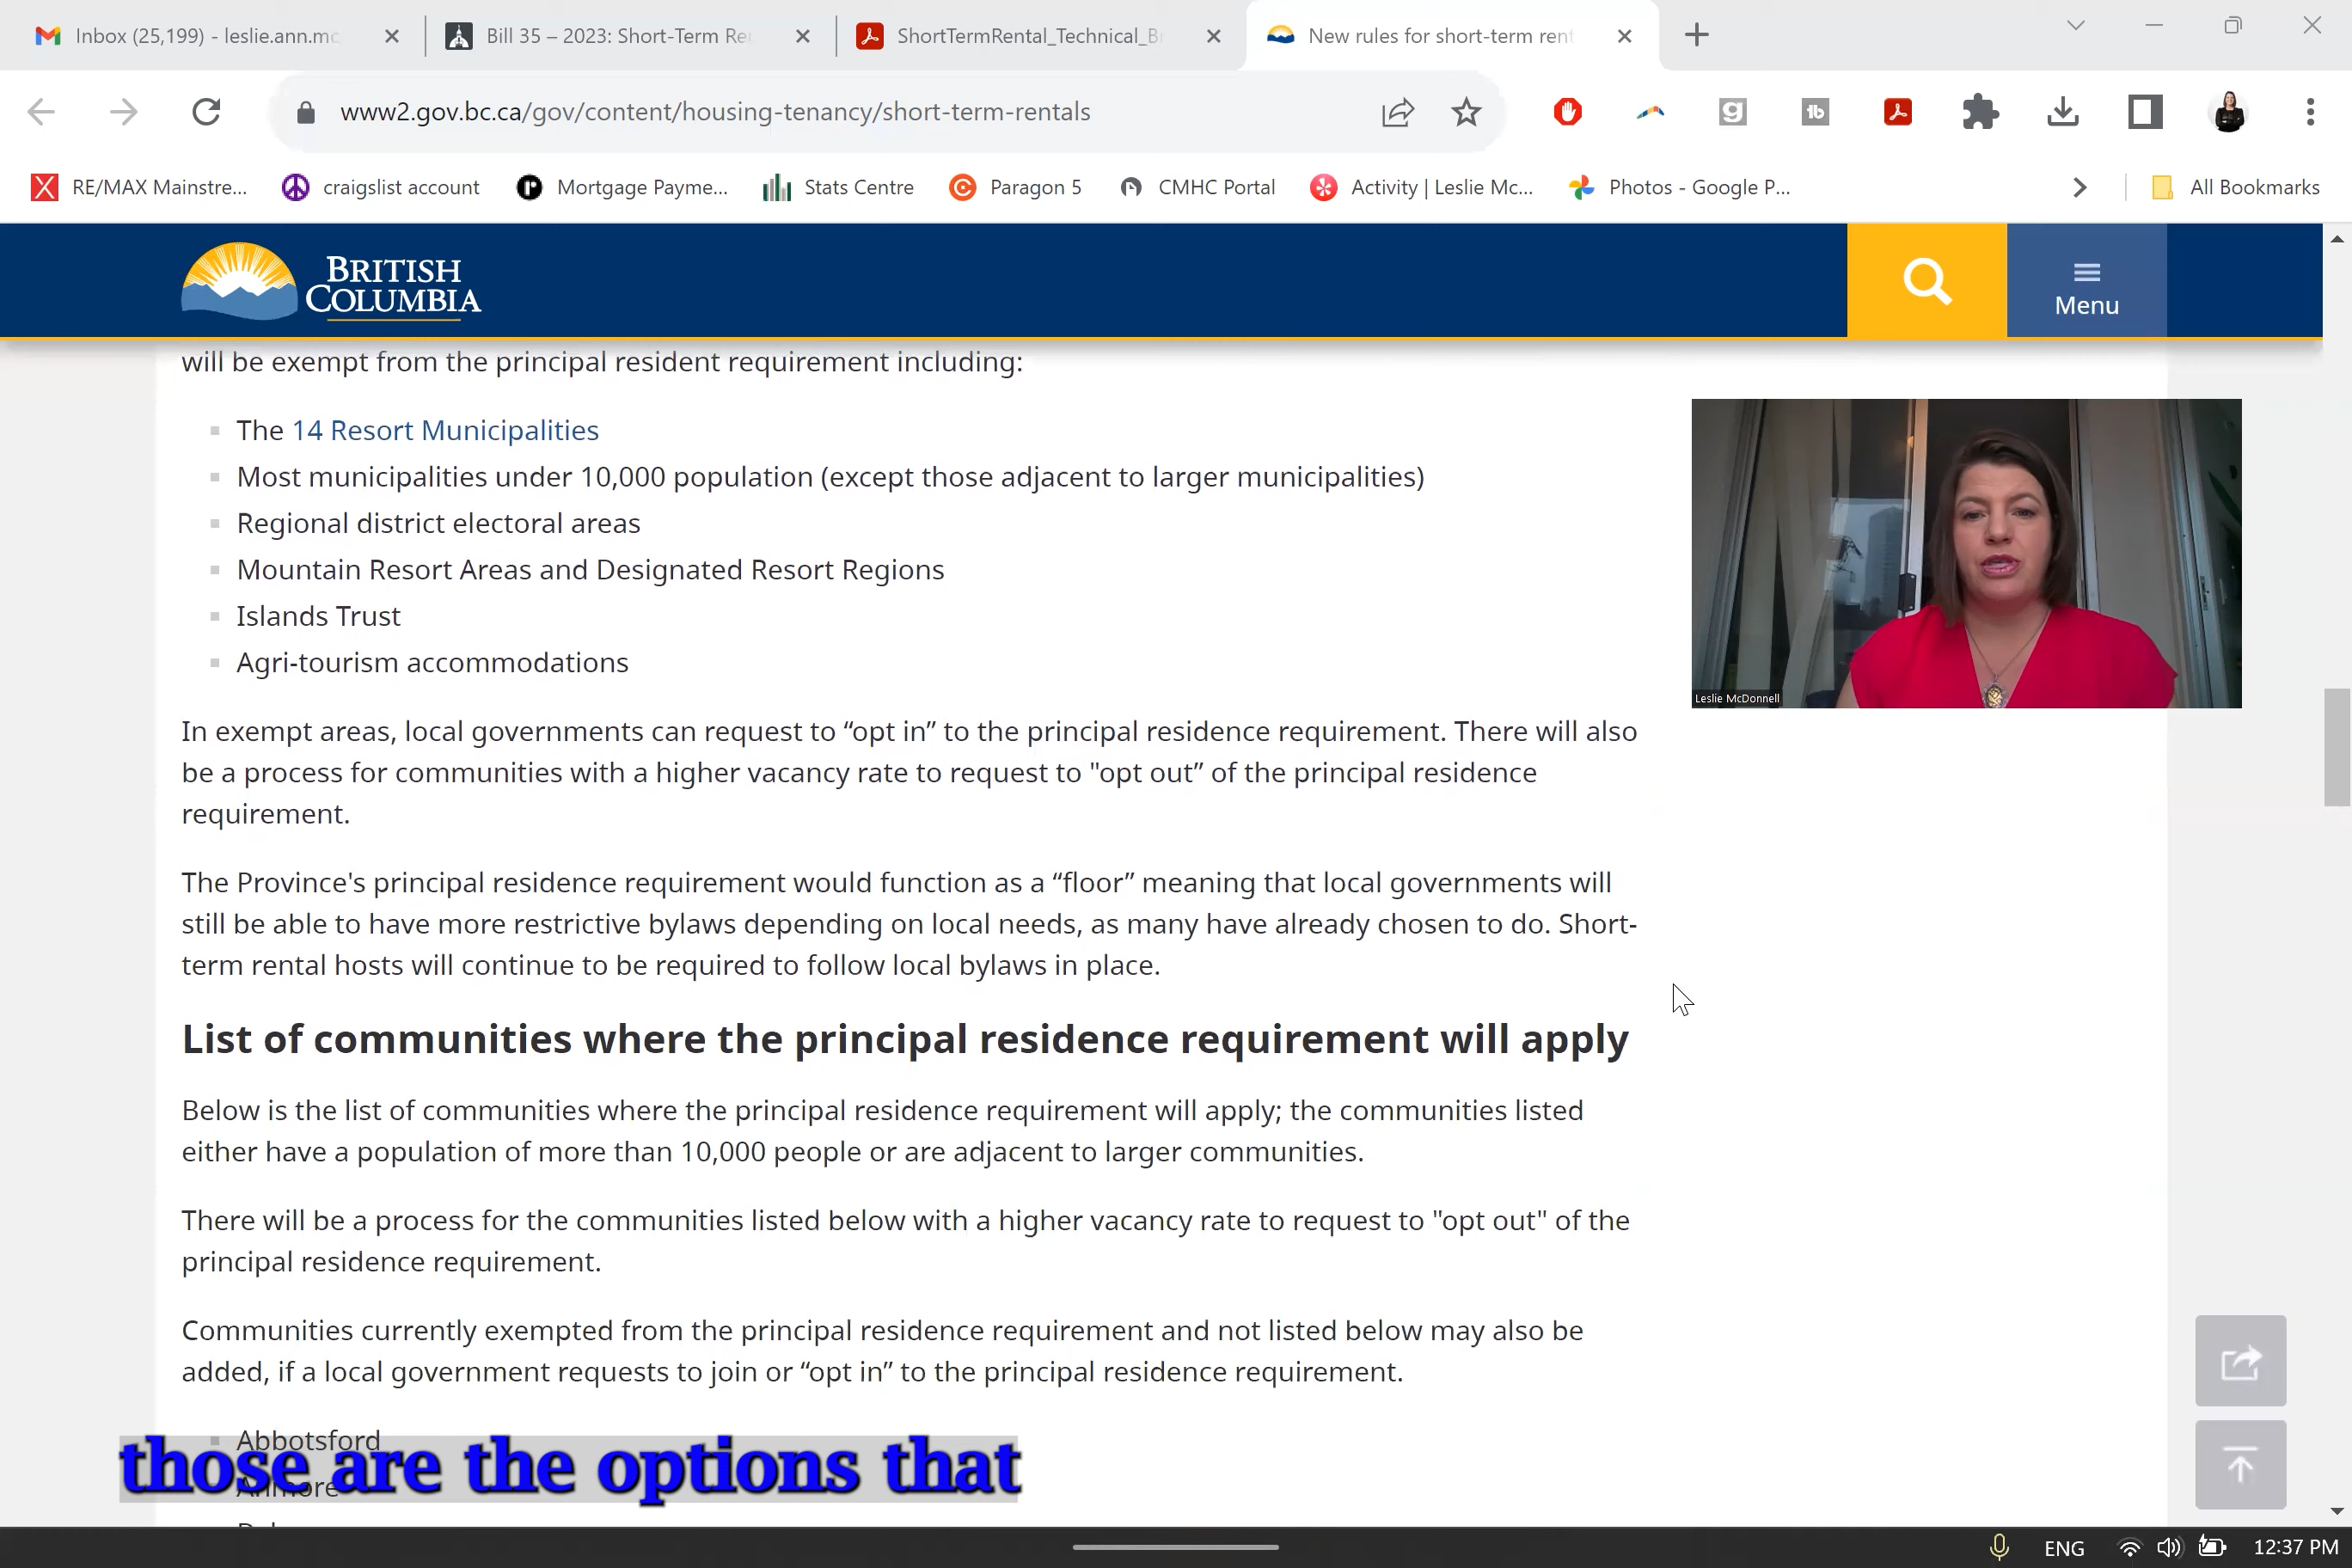 Inbox (25,199) - leslie.ann.mc
Bill 35 – 2023: Short-Term Re
ShortTermRental_Technical_B
New rules for short-term rent
www2.gov.bc.ca/gov/content/housing-tenancy/short-term-rentals
RE/MAX Mainstre...
craigslist account
Mortgage Payme...
Stats Centre
Paragon 5
CMHC Portal
Activity | Leslie Mc...
Photos - Google P...
All Bookmarks
BRITISH
COLUMBIA
Menu
will be exempt from the principal resident requirement including:
The 14 Resort Municipalities
Most municipalities under 10,000 population (except those adjacent to larger municipalities)
Regional district electoral areas
Mountain Resort Areas and Designated Resort Regions
Islands Trust
Agri-tourism accommodations
Leslie McDonnell
In exempt areas, local governments can request to “opt in” to the principal residence requirement. There will also
be a process for communities with a higher vacancy rate to request to "opt out” of the principal residence
requirement.
The Province's principal residence requirement would function as a “floor” meaning that local governments will
still be able to have more restrictive bylaws depending on local needs, as many have already chosen to do. Short-
term rental hosts will continue to be required to follow local bylaws in place.
List of communities where the principal residence requirement will apply
Below is the list of communities where the principal residence requirement will apply; the communities listed
either have a population of more than 10,000 people or are adjacent to larger communities.
There will be a process for the communities listed below with a higher vacancy rate to request to "opt out" of the
principal residence requirement.
Communities currently exempted from the principal residence requirement and not listed below may also be
added, if a local government requests to join or “opt in” to the principal residence requirement.
Abbotsford
those are the options that
Anmore
ENG
12:37 PM